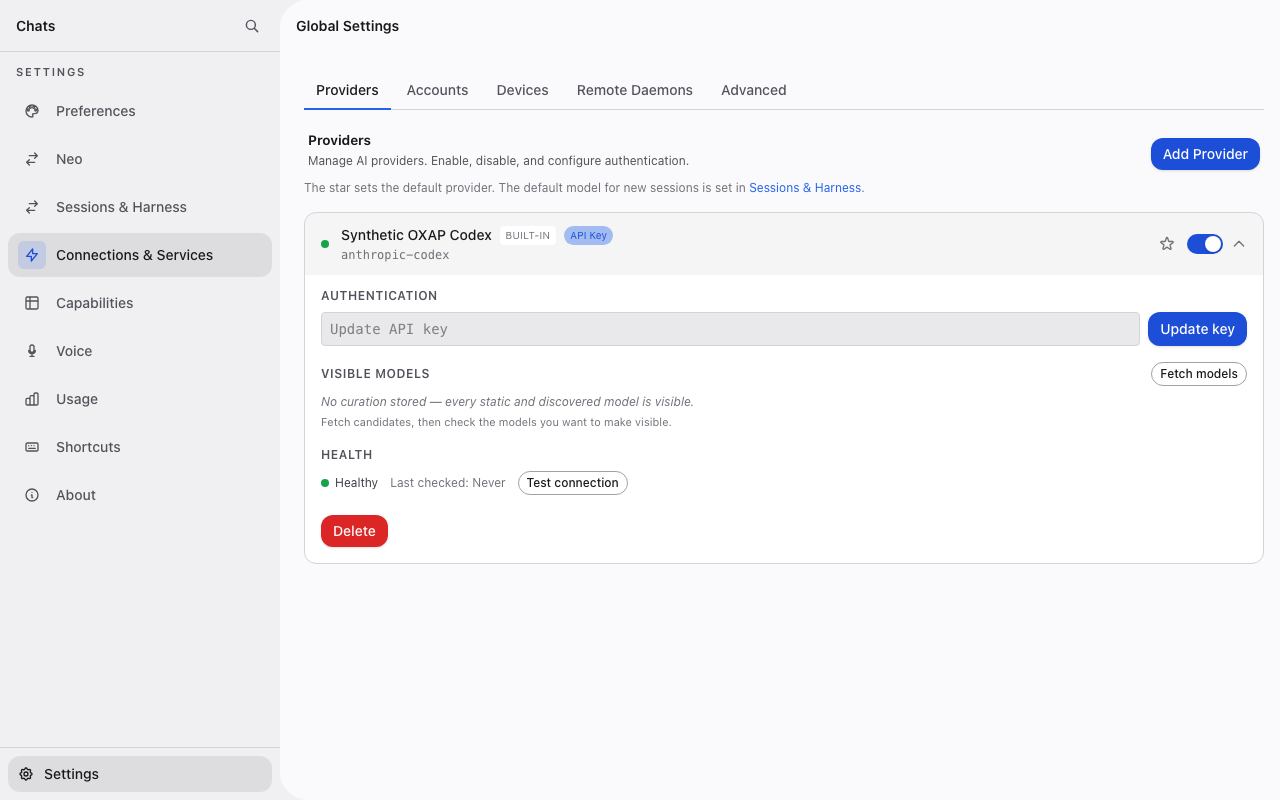 Chats
Global Settings
SETTINGS
Preferences
Neo
Sessions & Harness
Connections & Services
Capabilities
Voice
Usage
Shortcuts
About
Settings
Providers
Accounts
Devices
Remote Daemons
Advanced
Providers
Manage AI providers. Enable, disable, and configure authentication.
Add Provider
The star sets the default provider. The default model for new sessions is set in Sessions & Harness.
Synthetic OXAP Codex BUILT-IN API Key
anthropic-codex
AUTHENTICATION
Update API key
Update key
VISIBLE MODELS
Fetch models
No curation stored — every static and discovered model is visible.
Fetch candidates, then check the models you want to make visible.
HEALTH
Healthy Last checked: Never Test connection
Delete